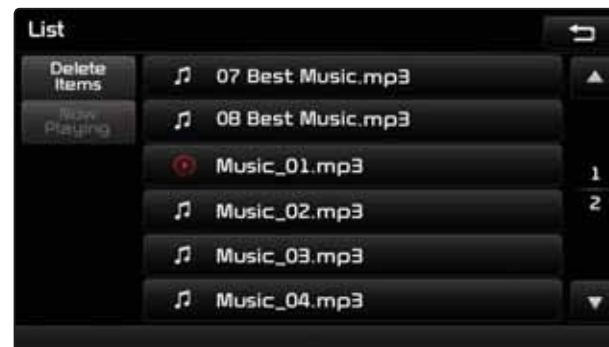 List
Delete
Items
Now
Playing
07 Best Music.mp3
08 Best Music.mp3
Music_01.mp3
Music_02.mp3
Music_03.mp3
Music_04.mp3
1
2